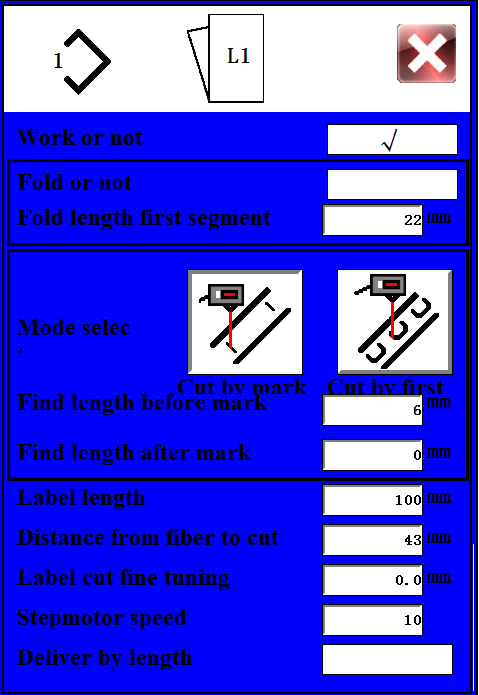 1
L1
Work or not √
Fold or not
Fold length first segment 22 mm
Mode selec
Cut by mark Cut by first
Find length before mark 6 mm
Find length after mark 0 mm
Label length 100 mm
Distance from fiber to cut 43 mm
Label cut fine tuning 0.0 mm
Stepmotor speed 10
Deliver by length